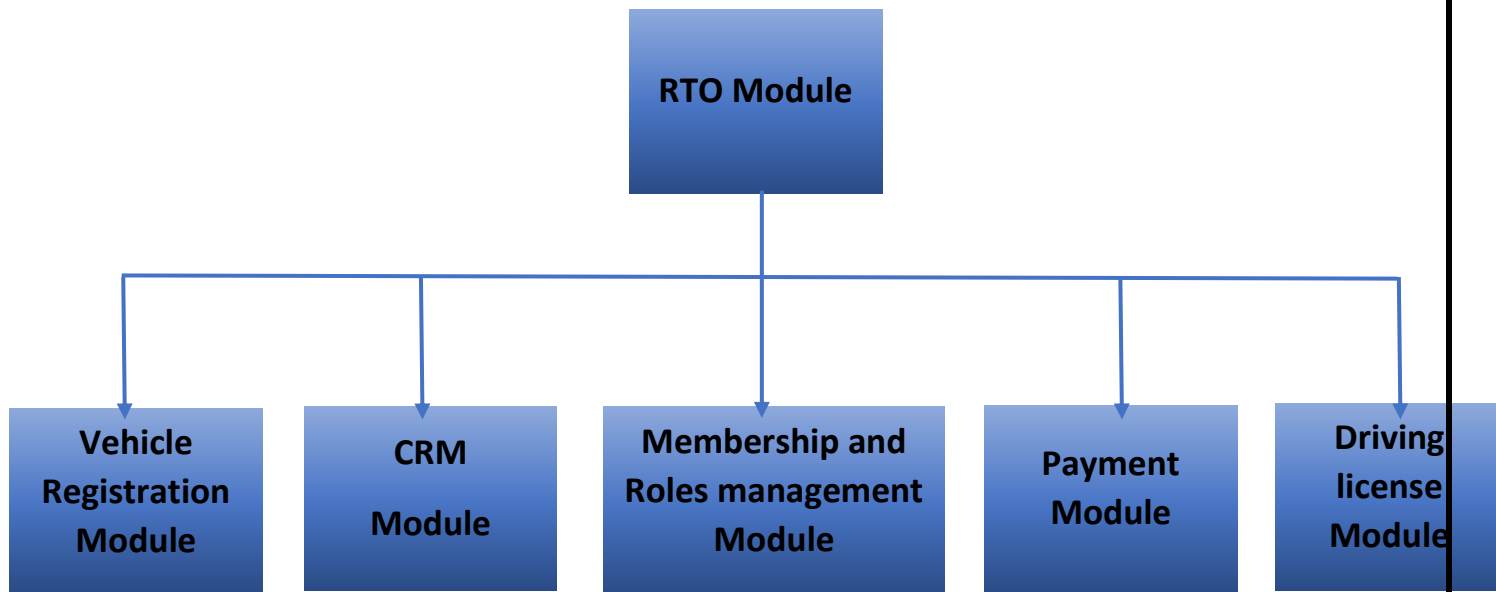 RTO Module
Vehicle
Registration
Module
CRM
Module
Membership and
Roles management
Module
Payment
Module
Driving
license
Module